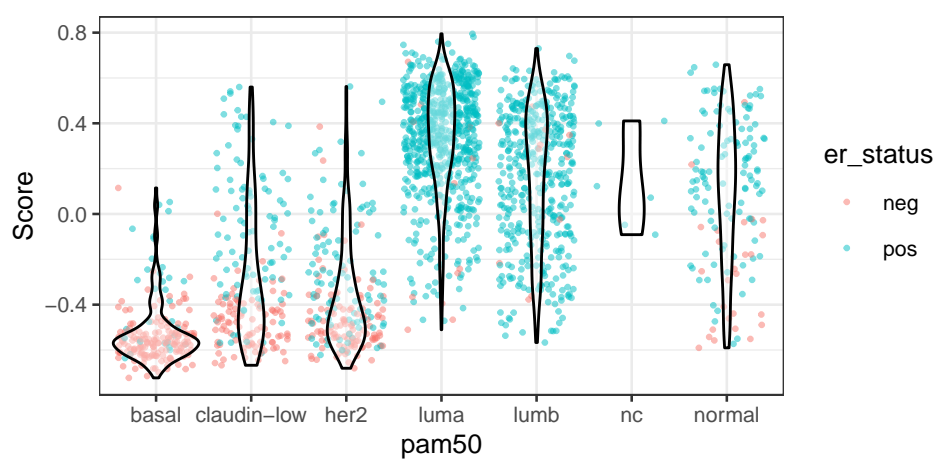 0.8
0.4
0.0
−0.4
Score
basal claudin−low her2 luma lumb nc normal
pam50
er_status
neg
pos